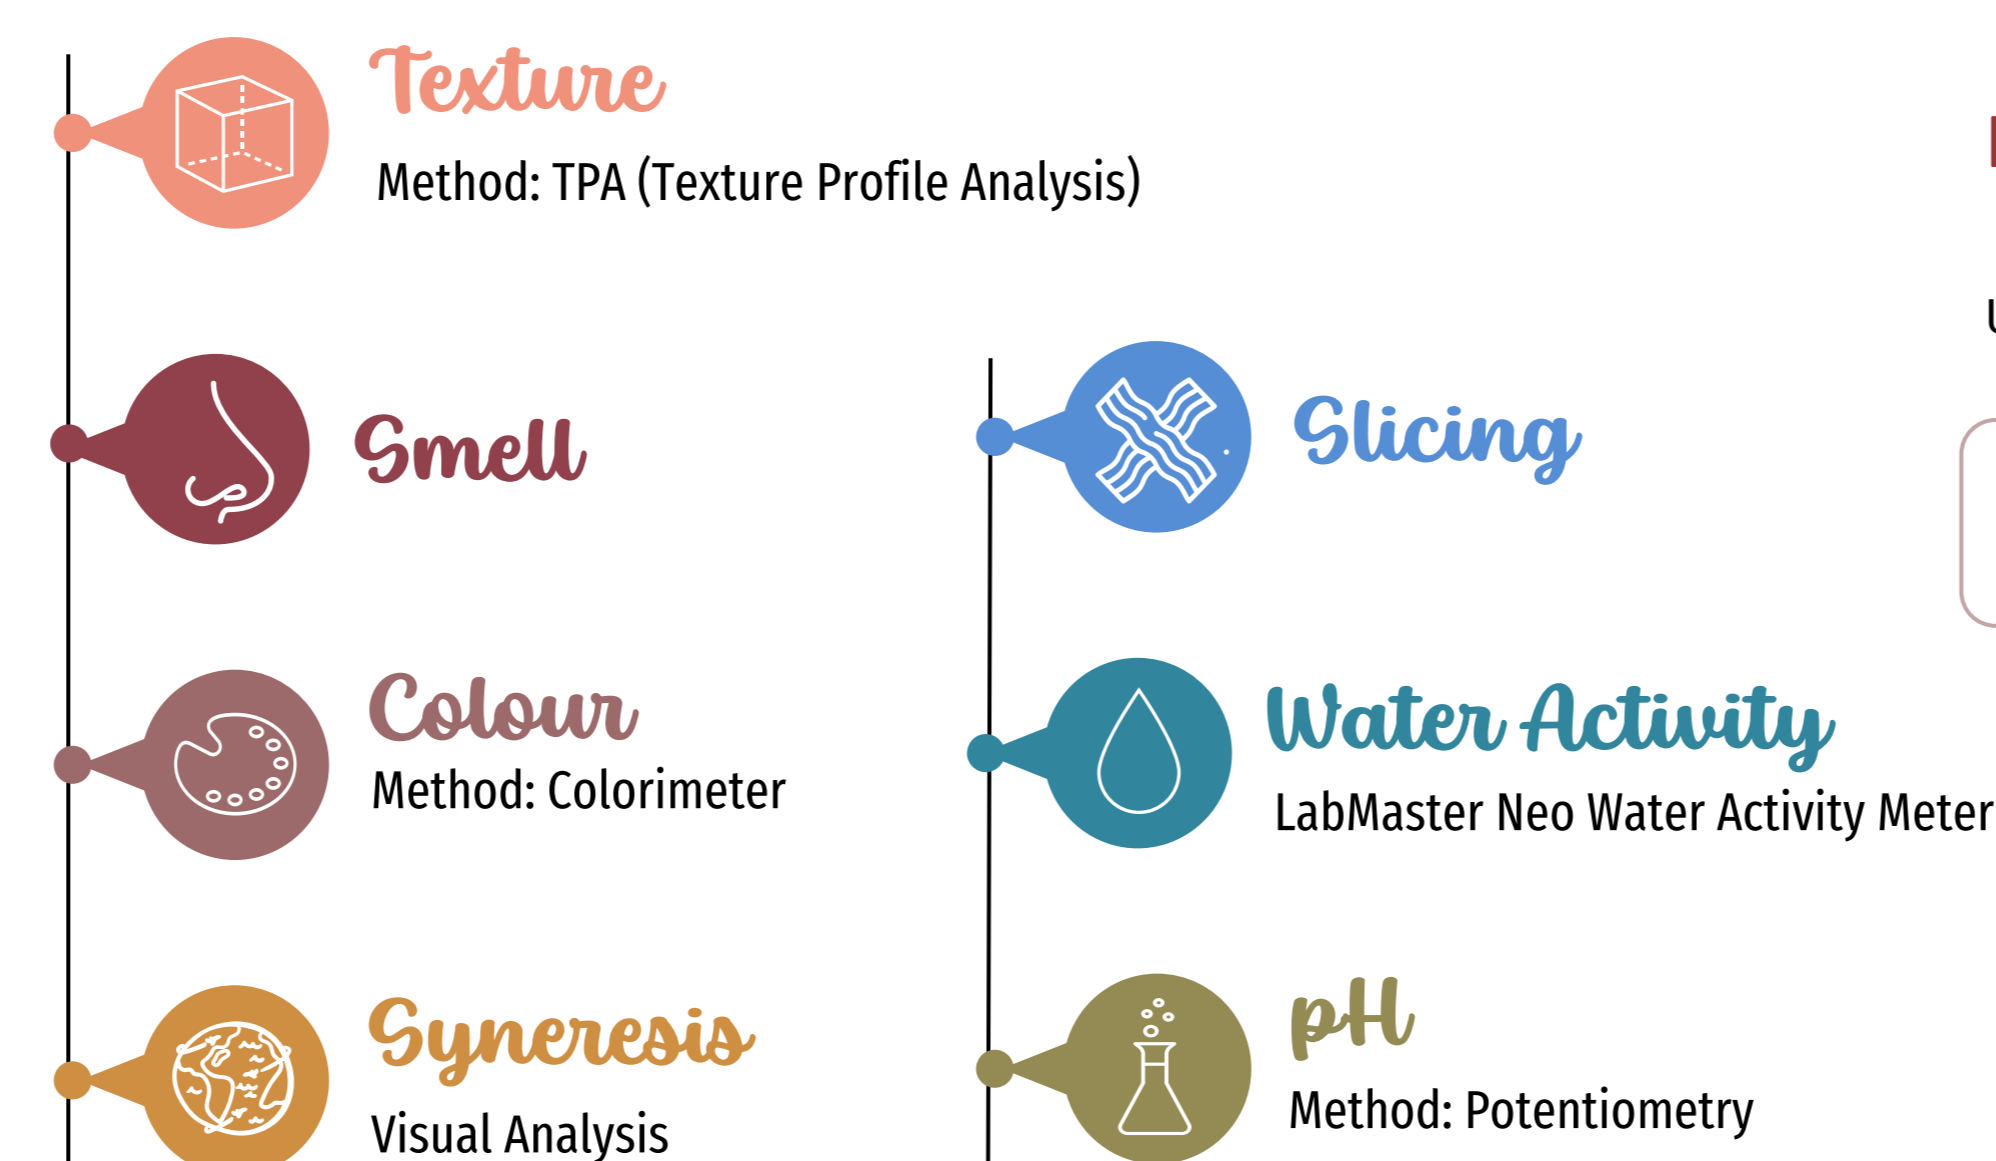 Texture
Method: TPA (Texture Profile Analysis)
Smell
Colour
Method: Colorimeter
Syneresis
Visual Analysis
Slicing
Water Activity
LabMaster Neo Water Activity Meter
pH
Method: Potentiometry